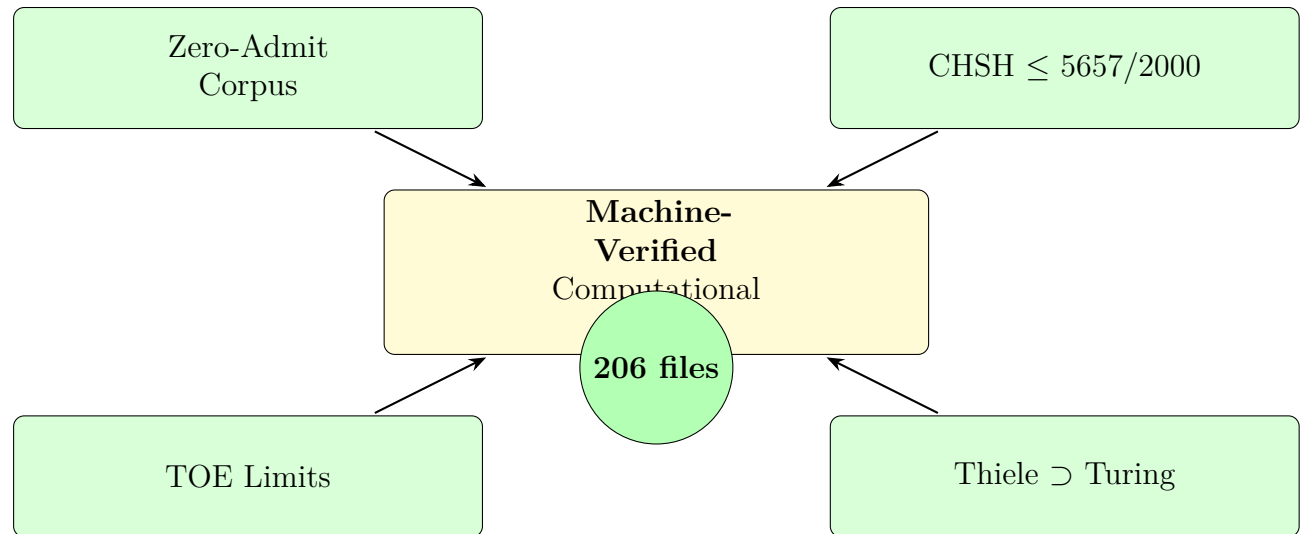 Zero-Admit
Corpus
CHSH ≤ 5657/2000
Machine-
Verified
Computational
206 files
TOE Limits
Thiele ⊃ Turing